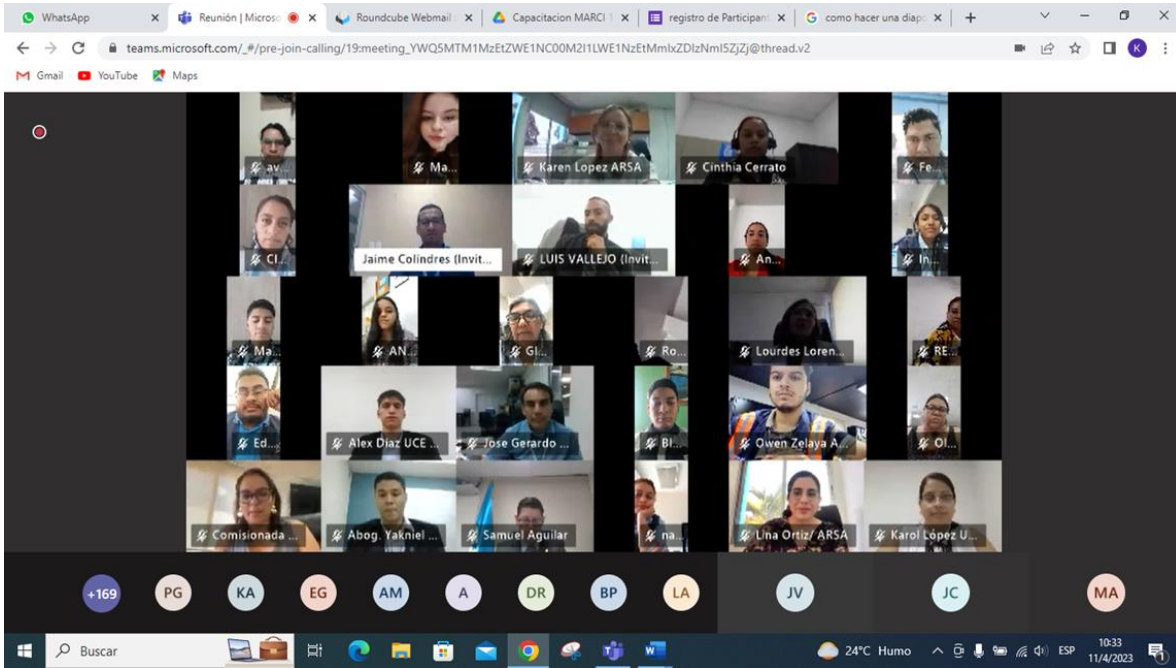 WhatsApp
Reunión | Microso
Roundcube Webmail
Capacitacion MARCI 1
registro de Participant
como hacer una diapo
teams.microsoft.com/_#/pre-join-calling/19:meeting_YWQ5MTM1MzEtZWE1NC00M2I1LWE1NzEtMmIxZDIzNmI5ZjZj@thread.v2
K
Gmail
YouTube
Maps
av...
Ma...
Karen Lopez ARSA
Cinthia Cerrato
Fe...
Cl...
Jaime Colindres (Invit...
LUIS VALLEJO (Invit...
An...
In...
Ma...
AN...
Gl...
Ro...
Lourdes Loren...
RE...
Ed...
Alex Diaz UCE ...
Jose Gerardo ...
Bl...
Owen Zelaya A...
Ol...
Comisionada ...
Abog. Yakniel ...
Samuel Aguilar
na...
Lina Ortiz/ ARSA
Karol López U...
+169
PG
KA
EG
AM
A
DR
BP
LA
JV
JC
MA
Buscar
24°C Humo
ESP
10:33
11/4/2023